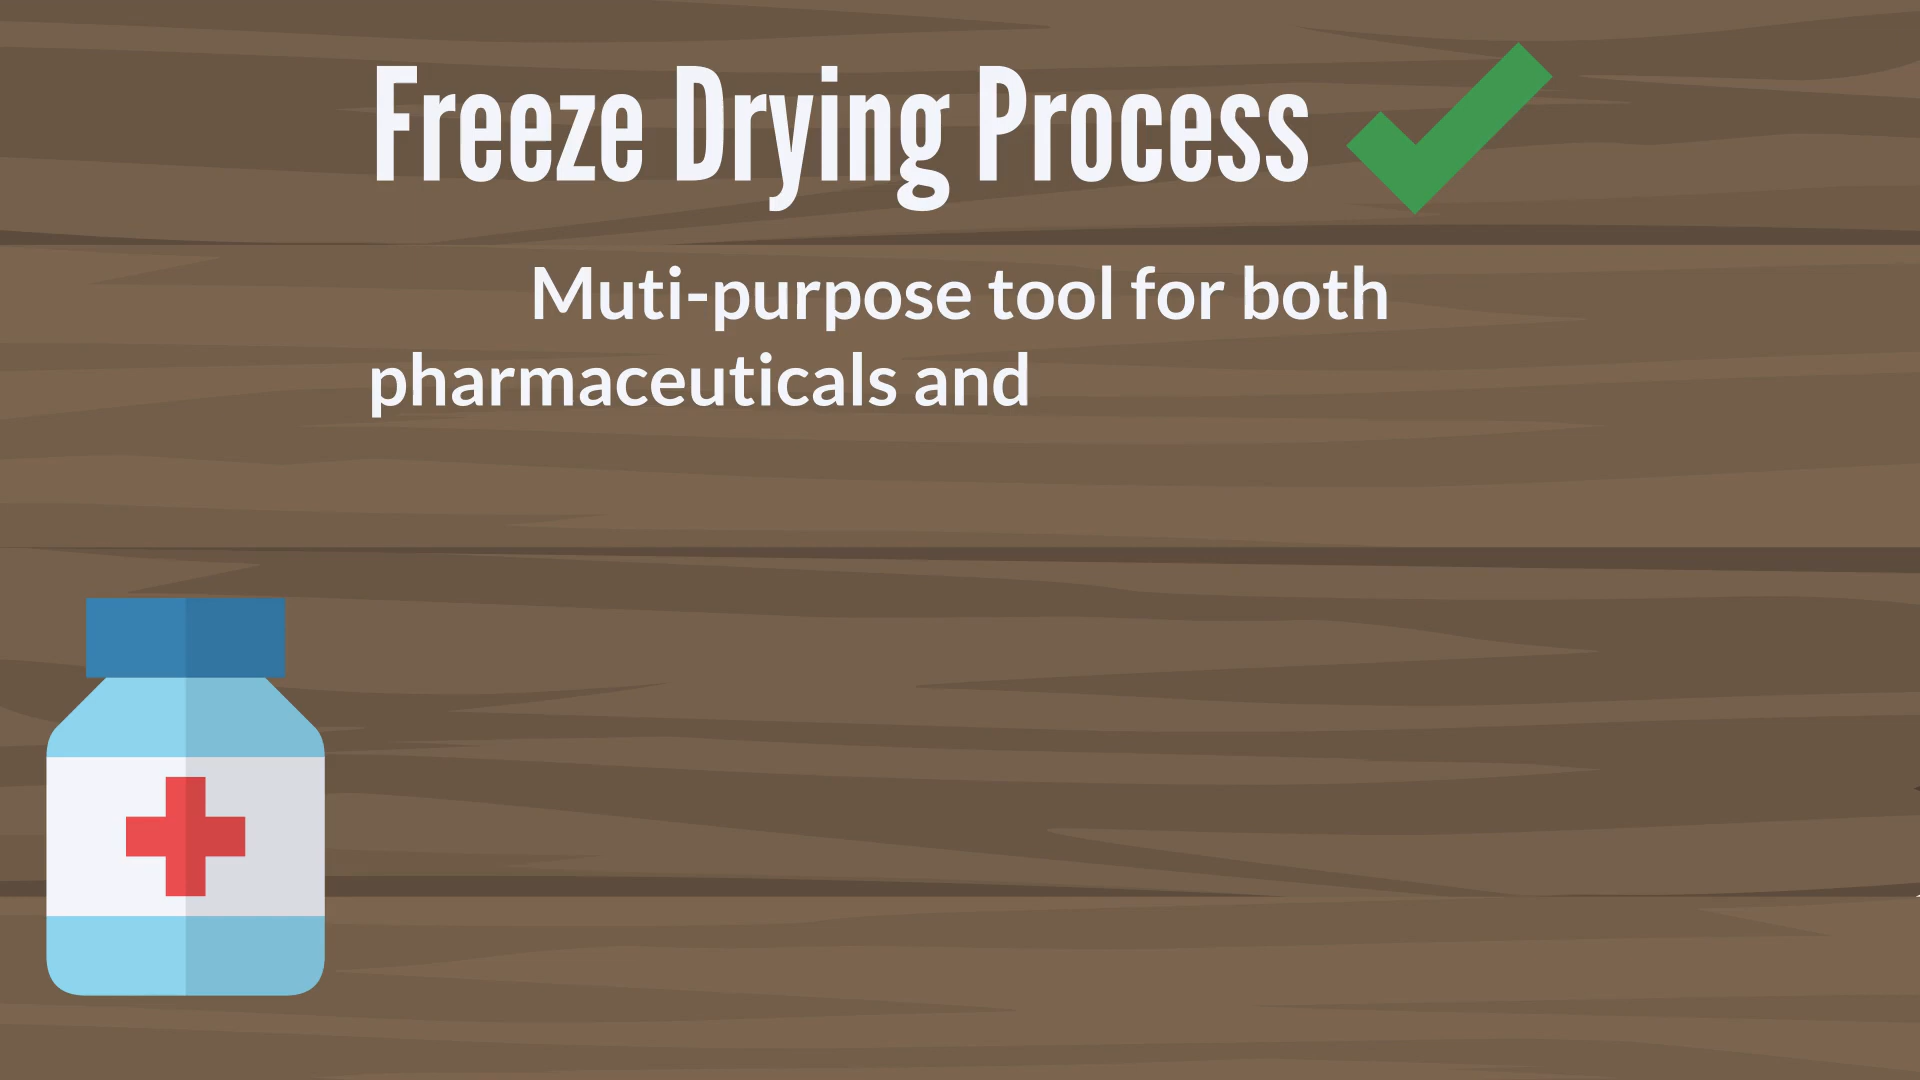 Freeze Drying Process
Muti-purpose tool for both
pharmaceuticals and